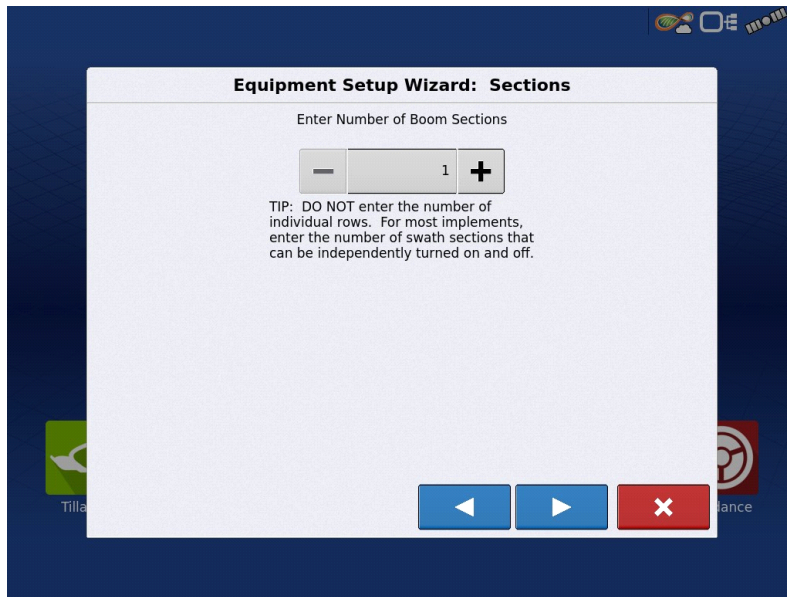 Equipment Setup Wizard:  Sections
Enter Number of Boom Sections
1
TIP:  DO NOT enter the number of
individual rows.  For most implements,
enter the number of swath sections that
can be independently turned on and off.
Tilla
dance